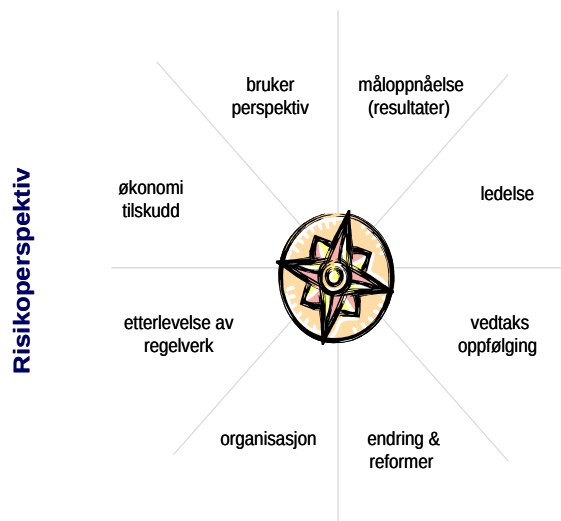 Risikoperspektiv
bruker
perspektiv
måloppnåelse
(resultater)
økonomi
tilskudd
ledelse
etterlevelse av
regelverk
vedtaks
oppfølging
organisasjon
endring &
reformer